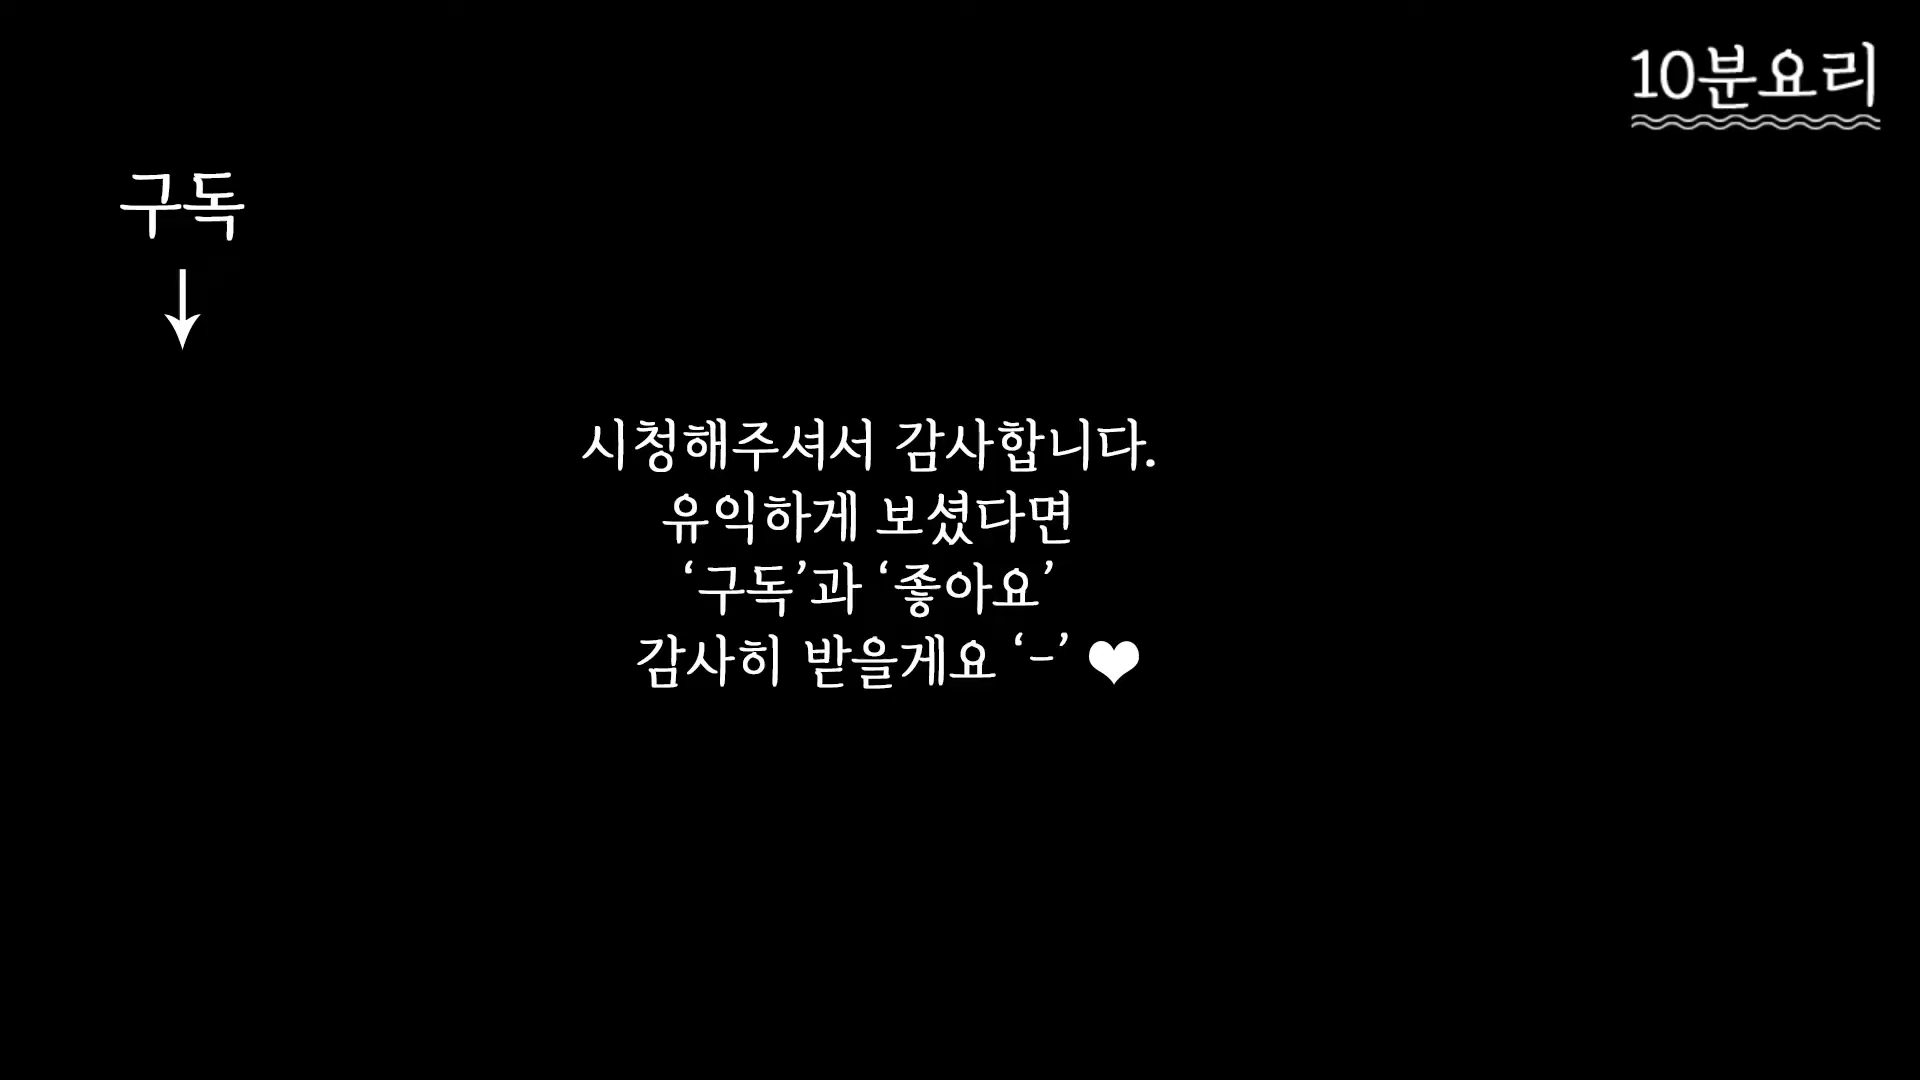 10분요리
구독
↓
시청해주셔서 감사합니다.
유익하게 보셨다면
‘구독’과 ‘좋아요’
감사히 받을게요 ‘-’ ❤